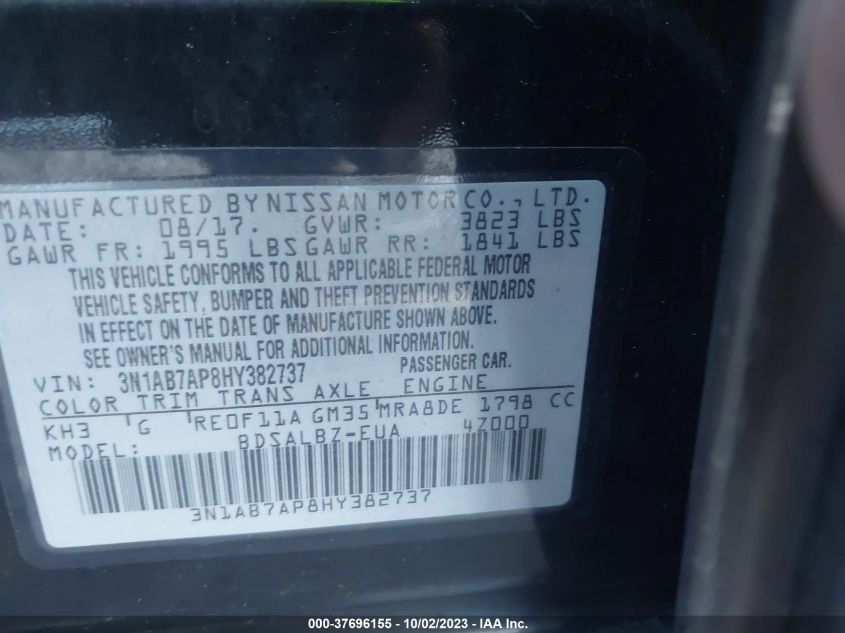 MANUFACTURED BY NISSAN MOTOR CO., LTD.
DATE: 08/17. GVWR: 3823 LBS
GAWR FR: 1995 LBS GAWR RR: 1841 LBS
THIS VEHICLE CONFORMS TO ALL APPLICABLE FEDERAL MOTOR
VEHICLE SAFETY, BUMPER AND THEFT PREVENTION STANDARDS
IN EFFECT ON THE DATE OF MANUFACTURE SHOWN ABOVE.
SEE OWNER'S MANUAL FOR ADDITIONAL INFORMATION.
VIN: 3N1AB7AP8HY382737 PASSENGER CAR.
COLOR TRIM TRANS AXLE ENGINE
KH3 G RE0F11A GM35 MRA8DE 1798 CC
MODEL: BDSALBZ-EUA 4Z000
3N1AB7AP8HY382737
000-37696155 - 10/02/2023 - IAA Inc.